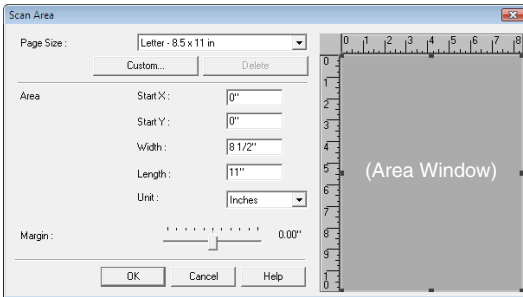 Scan Area
Page Size : Letter - 8.5 x 11 in
Custom... Delete
Area Start X : 0"
Start Y : 0"
Width : 8 1/2"
Length : 11"
Unit : Inches
Margin : 0.00"
OK Cancel Help
0 1 2 3 4 5 6 7 8
0
1
2
3
4
5
6
7
8
9
10
(Area Window)